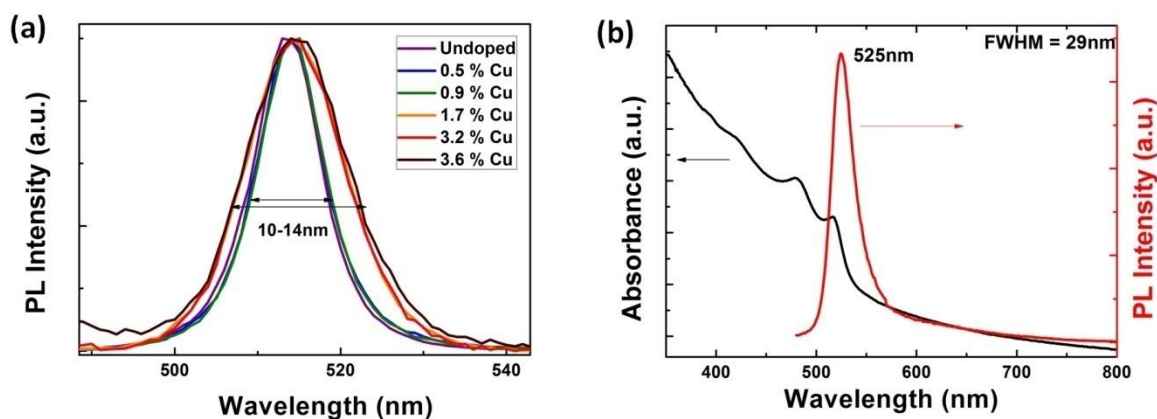 (a)
PL Intensity (a.u.)
Undoped
0.5 % Cu
0.9 % Cu
1.7 % Cu
3.2 % Cu
3.6 % Cu
10-14nm
500
520
540
Wavelength (nm)
(b)
Absorbance (a.u.)
525nm
FWHM = 29nm
PL Intensity (a.u.)
400
500
600
700
800
Wavelength (nm)